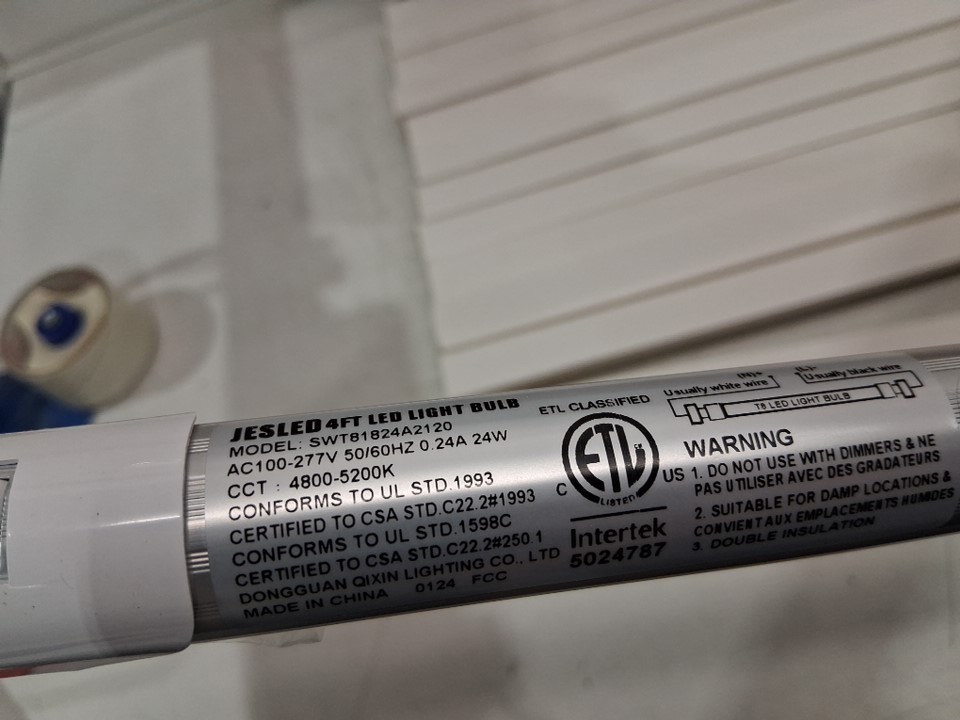 JESLED 4FT LED LIGHT BULB
MODEL: SWT81824A2120
AC100-277V 50/60HZ 0.24A 24W
CCT : 4800-5200K
CONFORMS TO UL STD.1993
CERTIFIED TO CSA STD.C22.2#1993
CONFORMS TO UL STD.1598C
CERTIFIED TO CSA STD.C22.2#250.1
DONGGUAN QIXIN LIGHTING CO., LTD
MADE IN CHINA 0124 FCC
ETL CLASSIFIED
ETL
LISTED
C US
Intertek
5024787
(N)+ (L)-
Usually white wire Usually black wire
T8 LED LIGHT BULB
WARNING
1. DO NOT USE WITH DIMMERS & NE
PAS UTILISER AVEC DES GRADATEURS
2. SUITABLE FOR DAMP LOCATIONS &
CONVIENT AUX EMPLACEMENTS HUMIDES
3. DOUBLE INSULATION